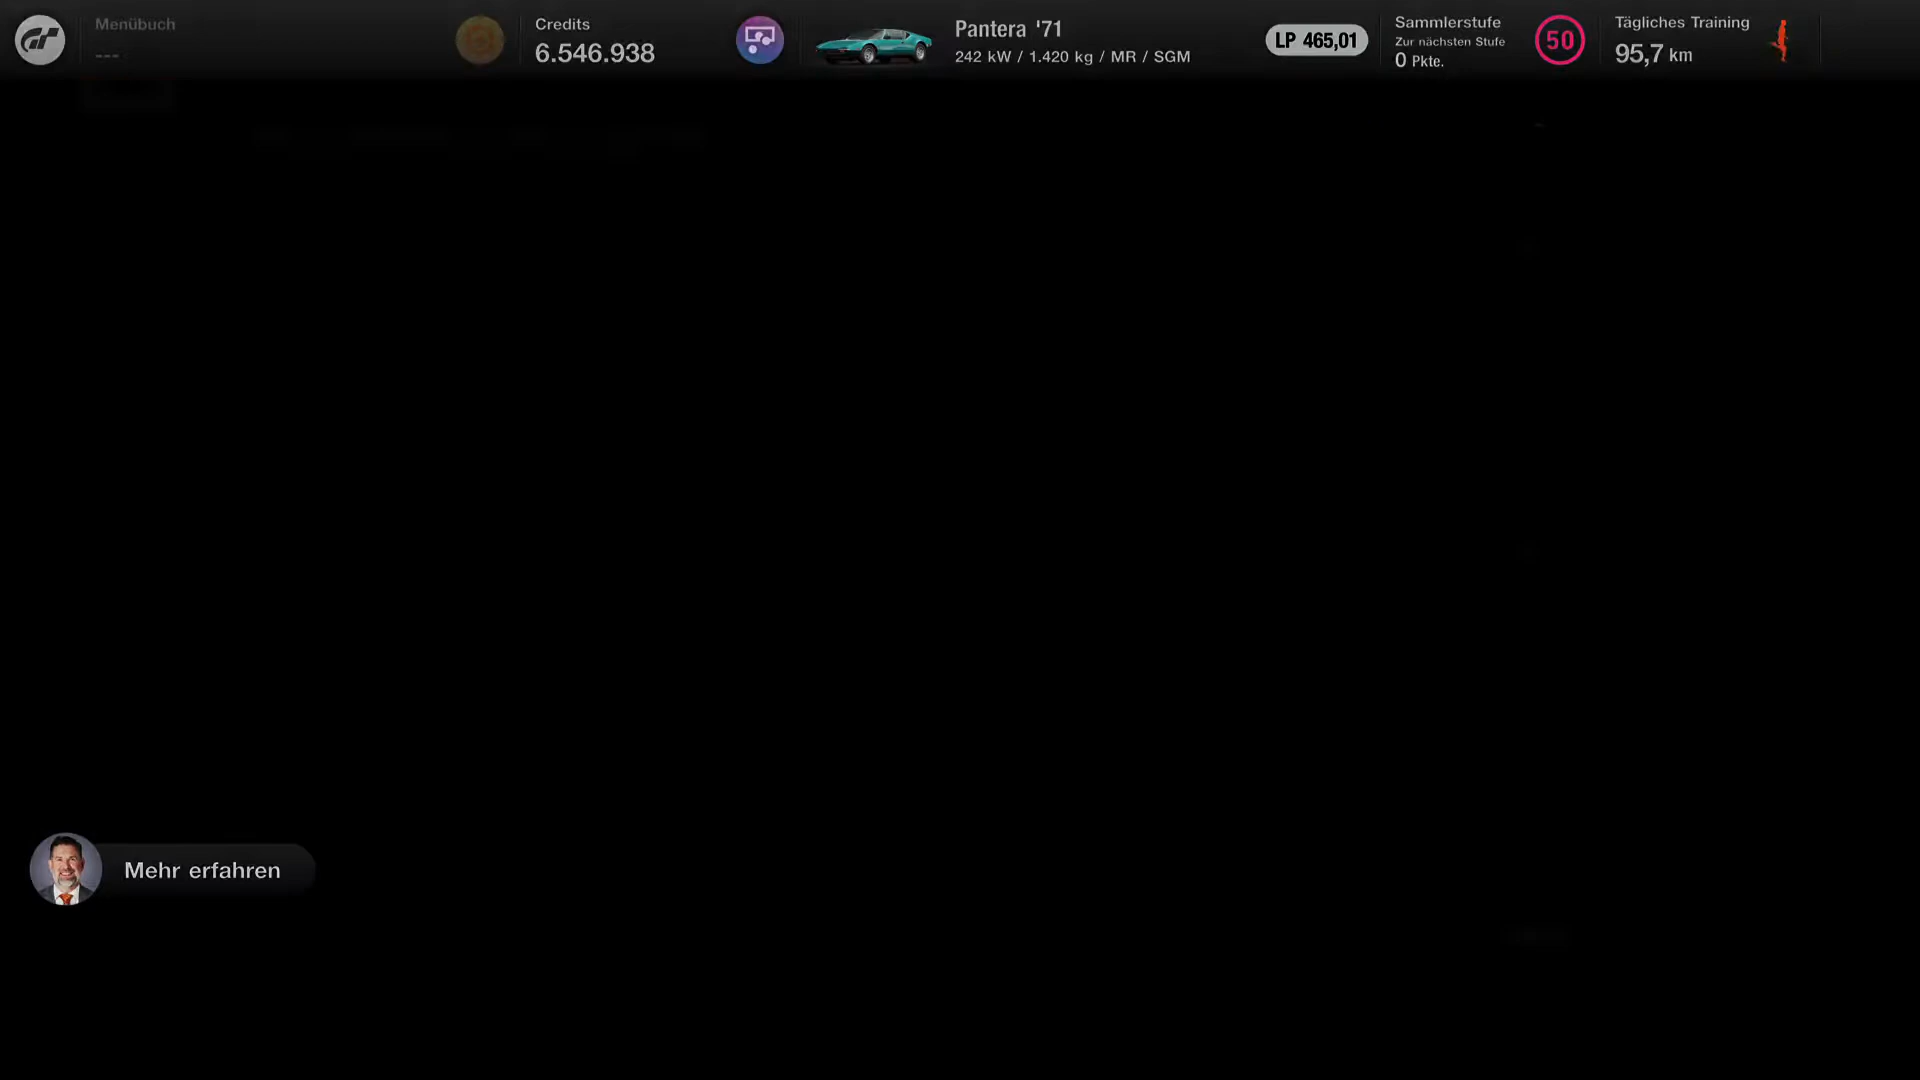 Menübuch
---
Credits
6.546.938
Pantera '71
242 kW / 1.420 kg / MR / SGM
LP 465,01
Sammlerstufe
Zur nächsten Stufe
0 Pkte.
50
Tägliches Training
95,7 km
Mehr erfahren